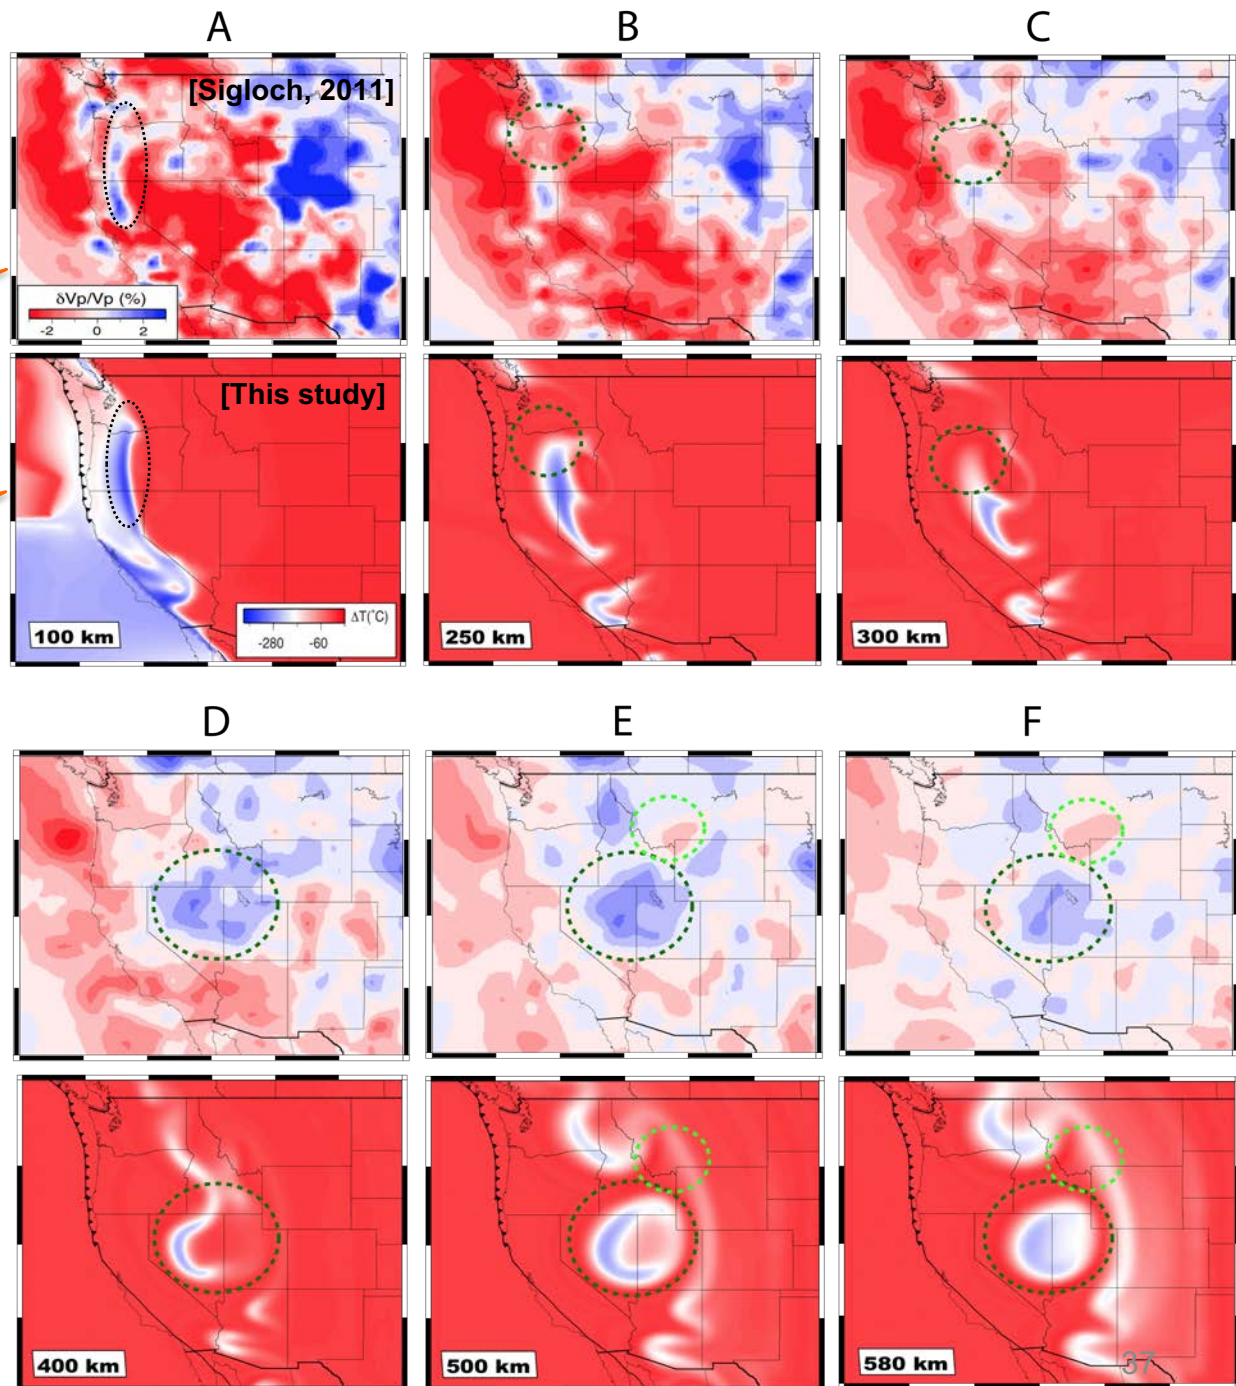 A B C
[Sigloch, 2011]
δVp/Vp (%)
-2 0 2
[This study]
ΔT(°C)
-280 -60
100 km
250 km
300 km
D E F
400 km
500 km
580 km
37